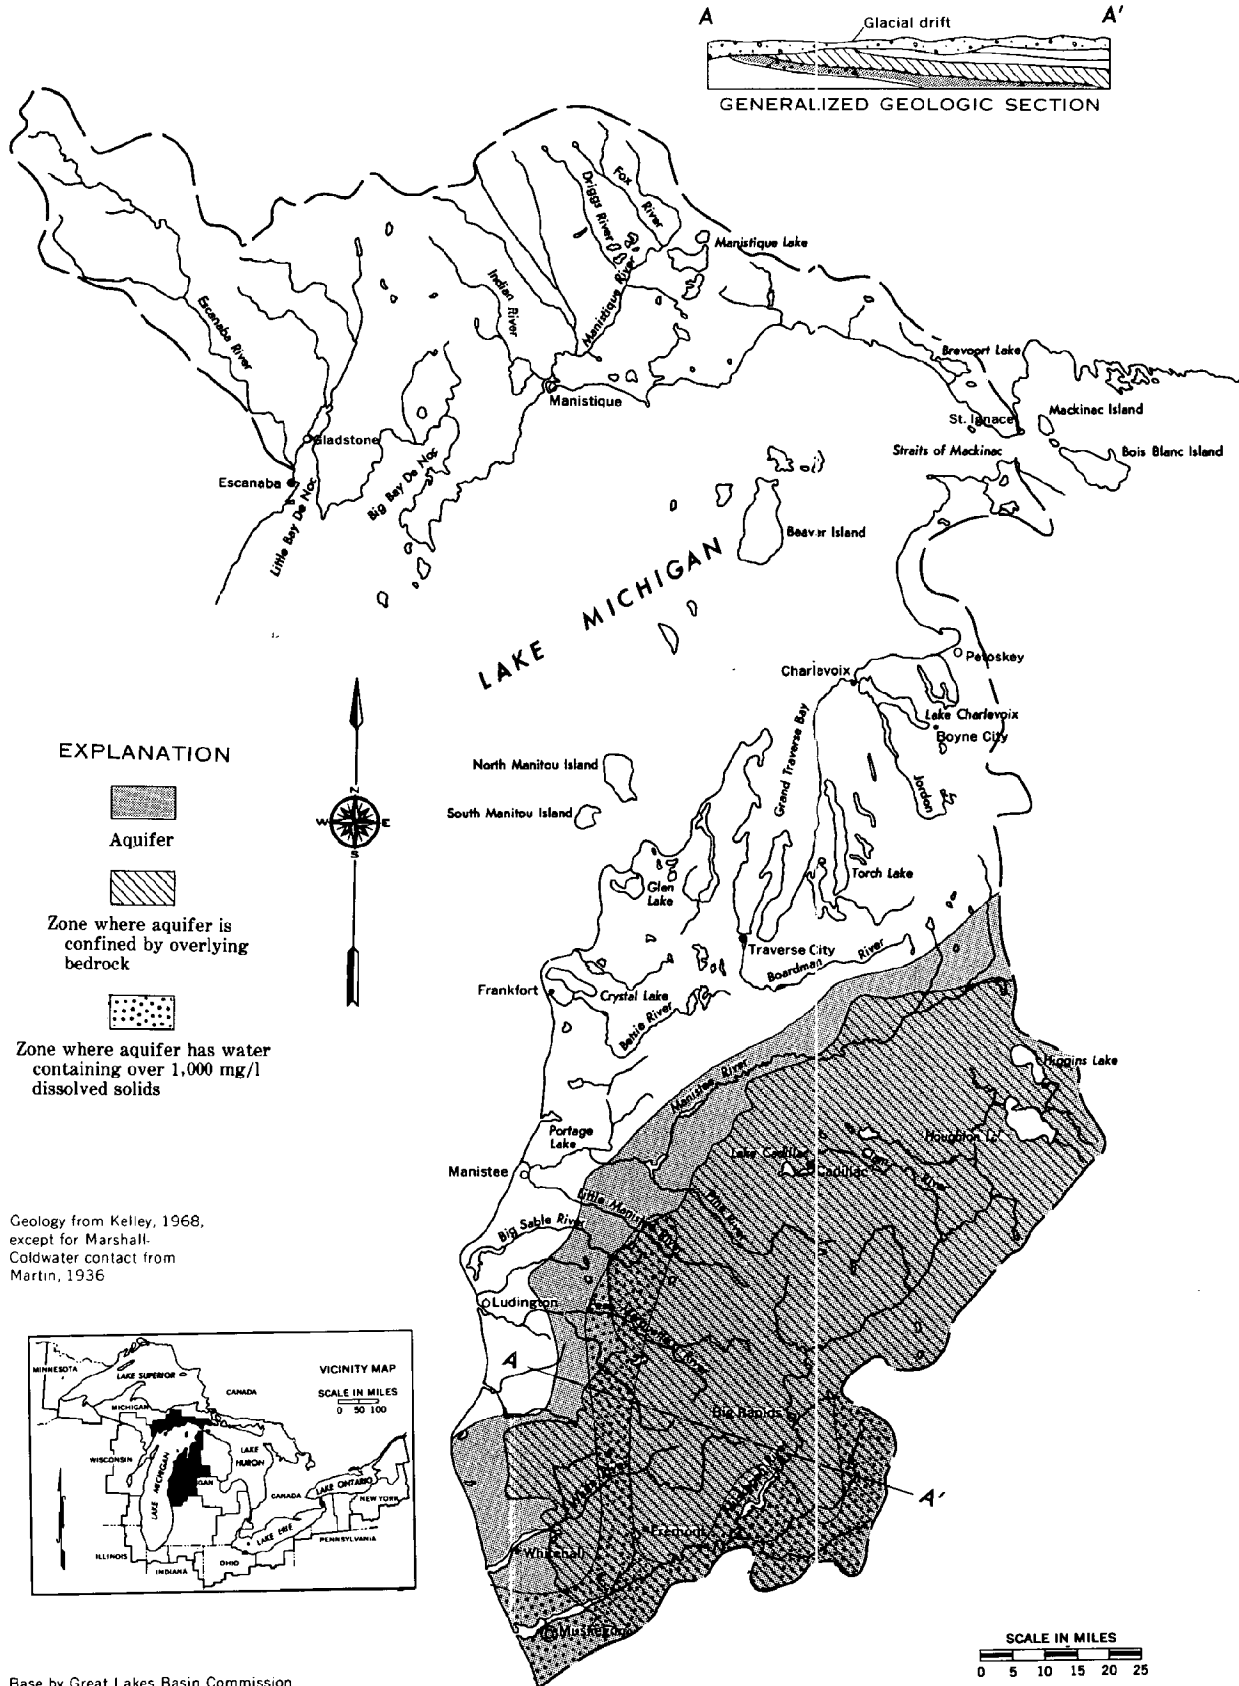 A
A'
Glacial drift
GENERALIZED GEOLOGIC SECTION
Fox
River
Driggs River
Manistique Lake
Manistique River
Indian
River
Escanaba River
Brevoort Lake
Manistique
Mackinac Island
St. Ignace
Gladstone
Straits of Mackinac
Bois Blanc Island
Escanaba
Big Bay De Noc
Little Bay De Noc
Beaver Island
LAKE MICHIGAN
Petoskey
Charlevoix
Lake Charlevoix
Boyne City
Grand Traverse Bay
Jordon
EXPLANATION
Aquifer
Zone where aquifer is
confined by overlying
bedrock
Zone where aquifer has water
containing over 1,000 mg/l
dissolved solids
N
W
E
S
North Manitou Island
South Manitou Island
Glen
Lake
Torch Lake
Traverse City
Boardman River
Frankfort
Crystal Lake
Betsie River
Manistee River
Higgins Lake
Portage
Lake
Lake Cadillac
Cadillac
Clam
River
Manistee
Little Manistee
Pine River
Big Sable River
Ludington
A
River
Big Rapids
A'
Fremont
Whitehall
Muskegon
Geology from Kelley, 1968,
except for Marshall-
Coldwater contact from
Martin, 1936
VICINITY MAP
SCALE IN MILES
0 50 100
MINNESOTA
LAKE SUPERIOR
CANADA
MICHIGAN
WISCONSIN
LAKE MICHIGAN
LAKE
HURON
GAN
CANADA
LAKE ONTARIO
NEW YORK
LAKE ERIE
PENNSYLVANIA
ILLINOIS
INDIANA
OHIO
SCALE IN MILES
0 5 10 15 20 25
Base by Great Lakes Basin Commission